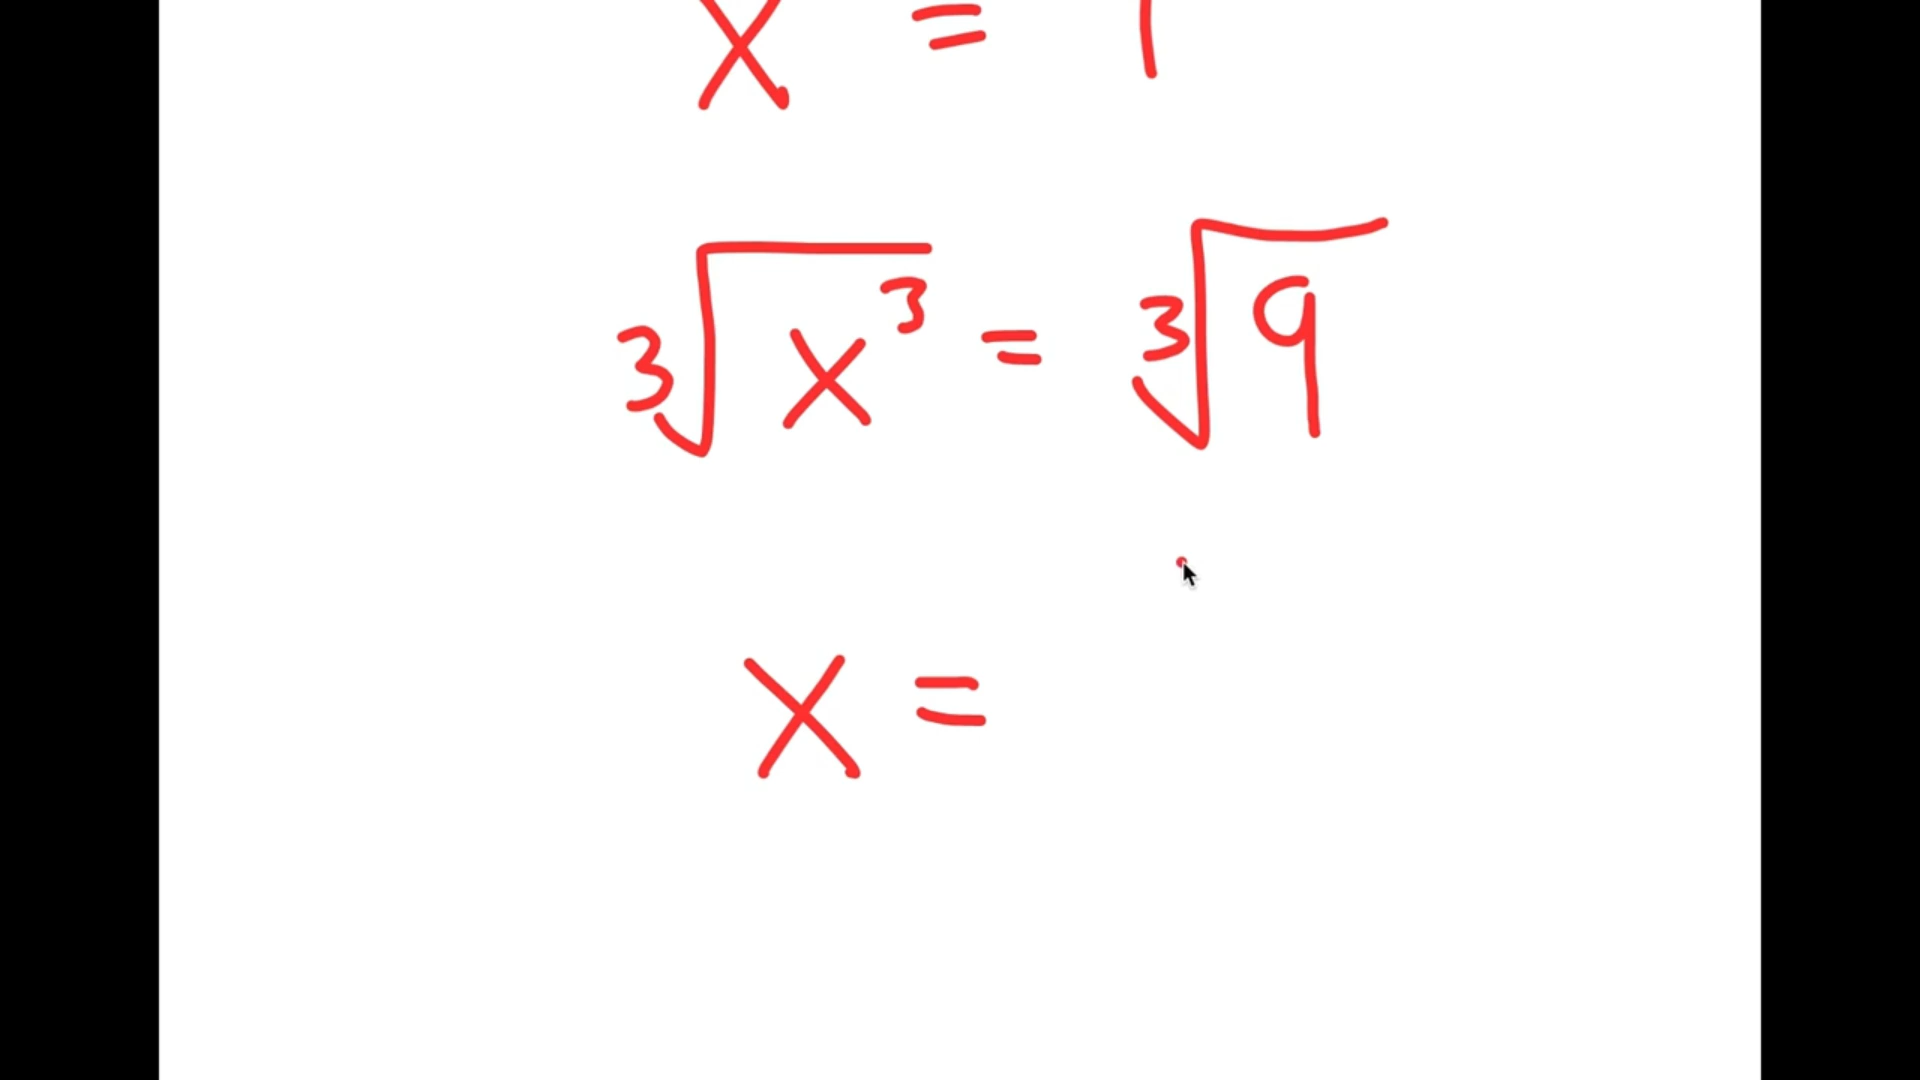 x =
∛x³ = ∛9
x =